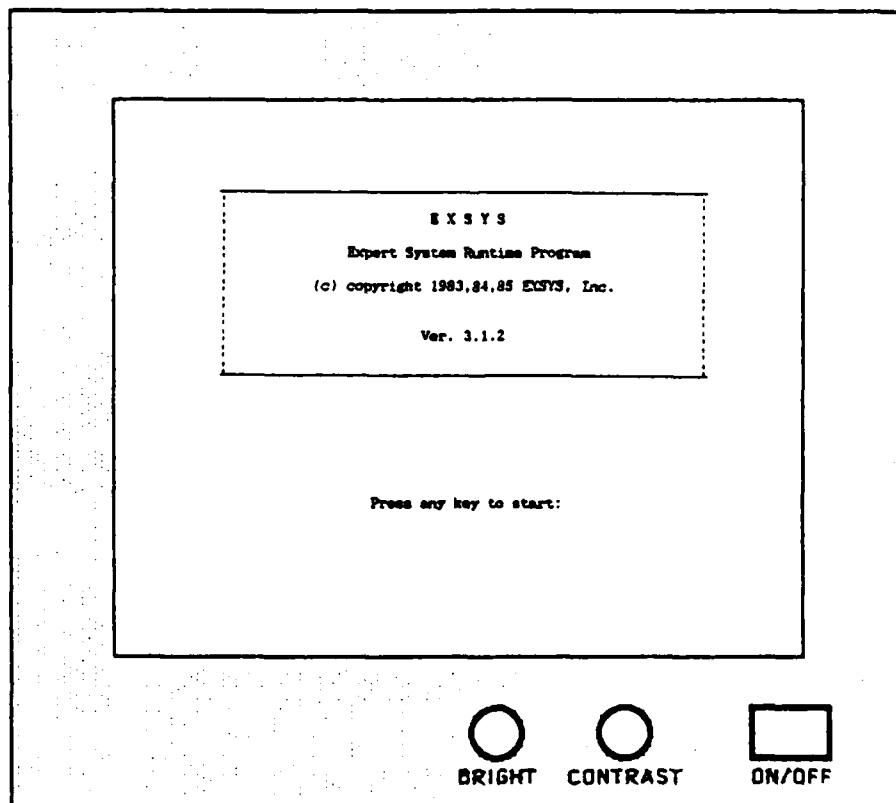 E X S Y S
Expert System Runtime Program
(c) copyright 1983,84,85 EXSYS, Inc.
Ver. 3.1.2
Press any key to start:
BRIGHT CONTRAST ON/OFF